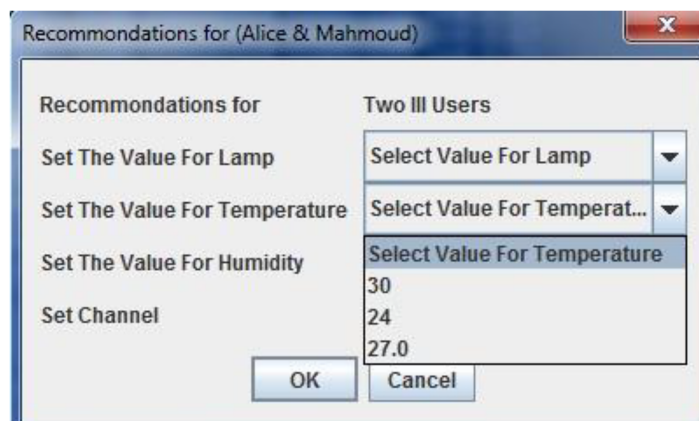 Recommondations for (Alice & Mahmoud)
Recommondations for Two Ill Users
Set The Value For Lamp Select Value For Lamp
Set The Value For Temperature Select Value For Temperat...
Set The Value For Humidity Select Value For Temperature
30
Set Channel 24
27.0
OK Cancel